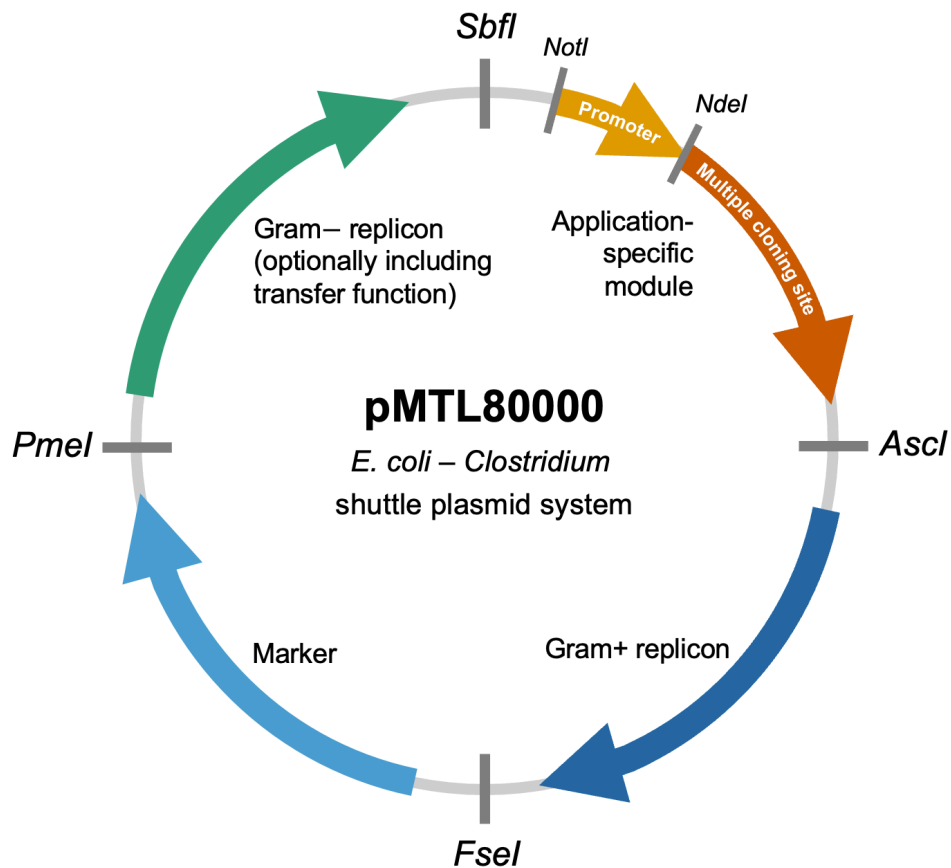 SbfI
NotI
NdeI
Promoter
Multiple cloning site
Gram– replicon
(optionally including
transfer function)
Application-
specific
module
pMTL80000
E. coli – Clostridium
shuttle plasmid system
PmeI
AscI
Marker
Gram+ replicon
FseI